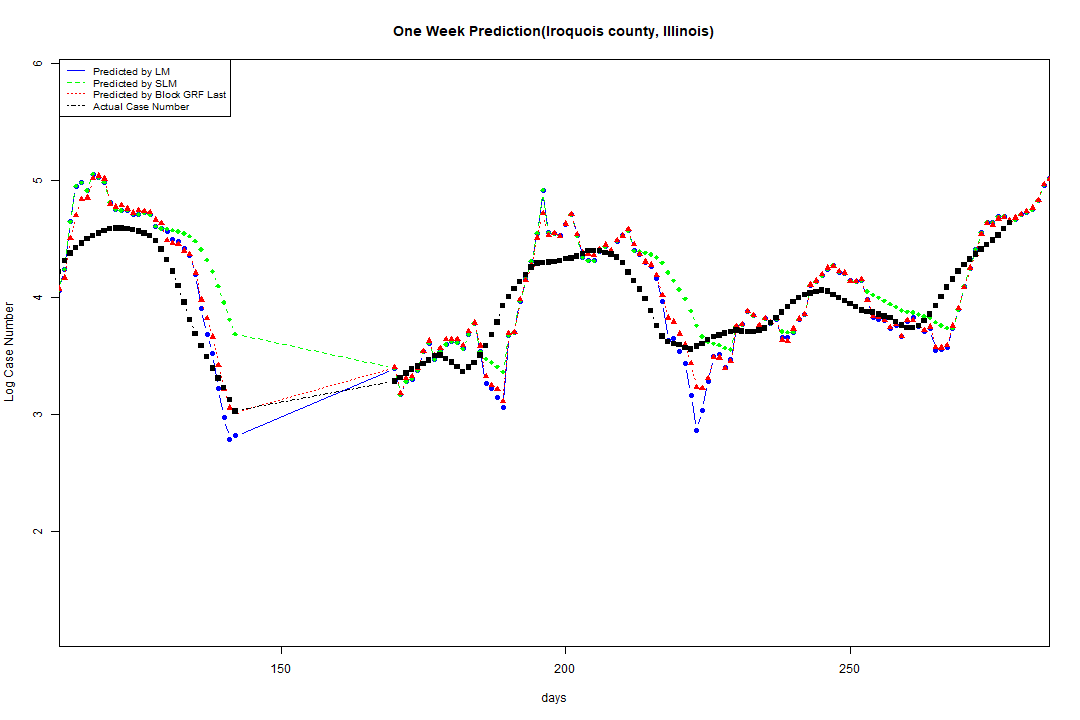 One Week Prediction(Iroquois county, Illinois)
Predicted by LM
Predicted by SLM
Predicted by Block GRF Last
Actual Case Number
6
5
4
3
2
Log Case Number
150
200
250
days